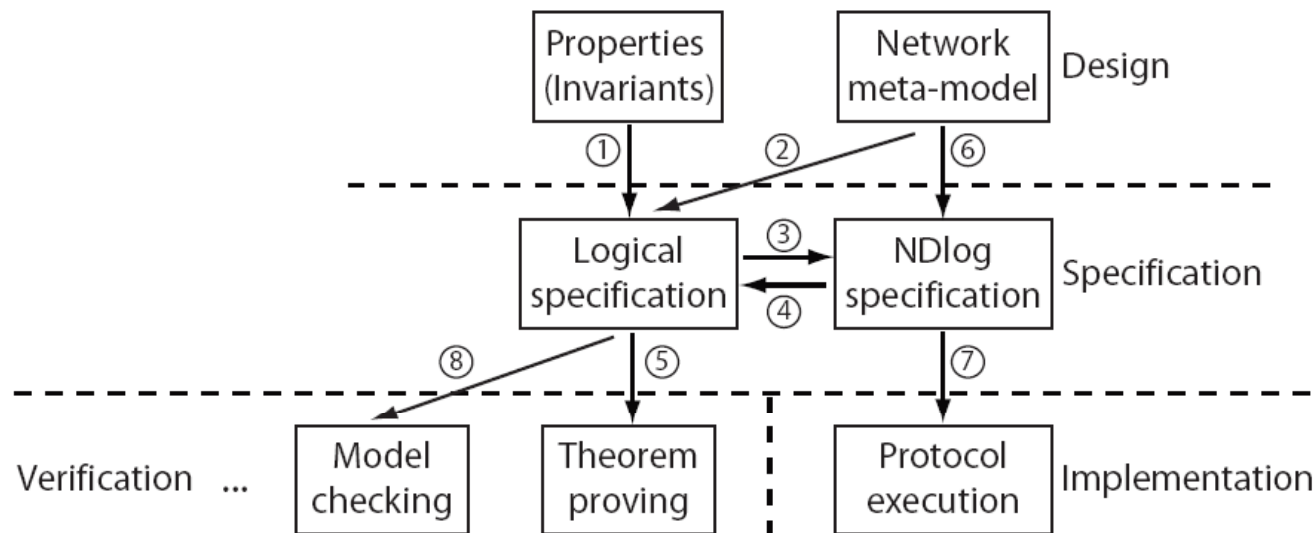 Properties
(Invariants)
Network
meta-model
Design
①
②
⑥
Logical
specification
③
④
NDlog
specification
Specification
⑧
⑤
⑦
Verification ...
Model
checking
Theorem
proving
Protocol
execution
Implementation